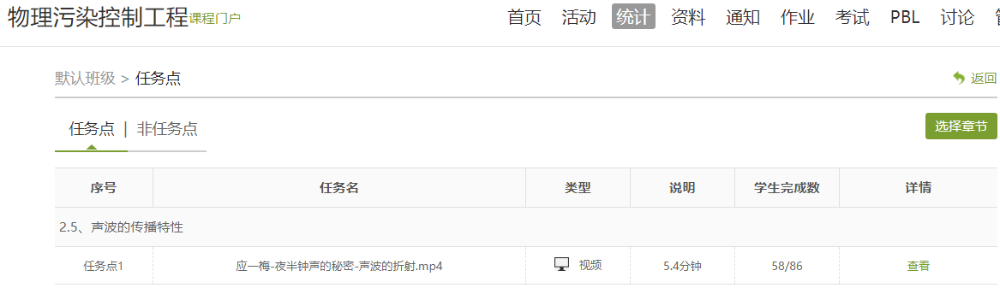 物理污染控制工程课程门户 首页 活动 统计 资料 通知 作业 考试 PBL 讨论
默认班级 > 任务点 返回
任务点 | 非任务点 选择章节
序号 任务名 类型 说明 学生完成数 详情
2.5、声波的传播特性
任务点1 应一梅-夜半钟声的秘密-声波的折射.mp4 视频 5.4分钟 58/86 查看